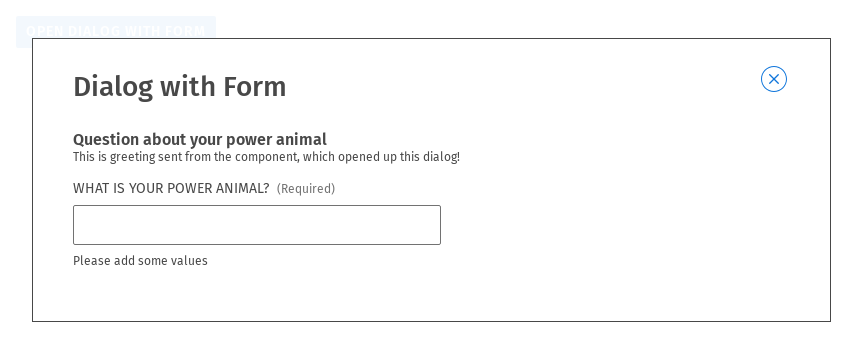 OPEN DIALOG WITH FORM
Dialog with Form
Question about your power animal
This is greeting sent from the component, which opened up this dialog!
WHAT IS YOUR POWER ANIMAL? (Required)
Please add some values